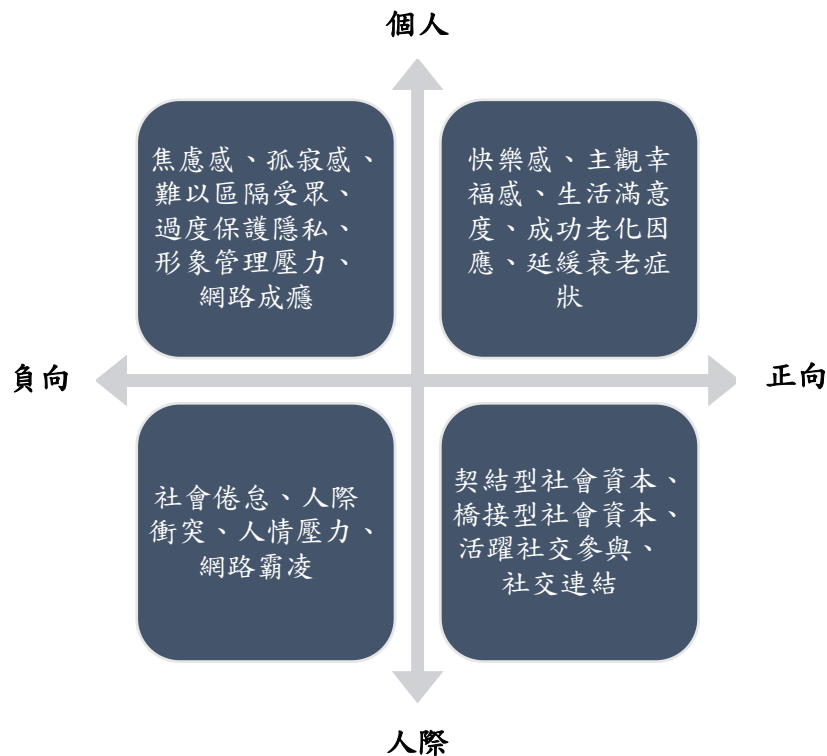 個人
焦慮感、孤寂感、
難以區隔受眾、
過度保護隱私、
形象管理壓力、
網路成癮
快樂感、主觀幸
福感、生活滿意
度、成功老化因
應、延緩衰老症
狀
負向
正向
社會倦怠、人際
衝突、人情壓力、
網路霸凌
契結型社會資本、
橋接型社會資本、
活躍社交參與、
社交連結
人際